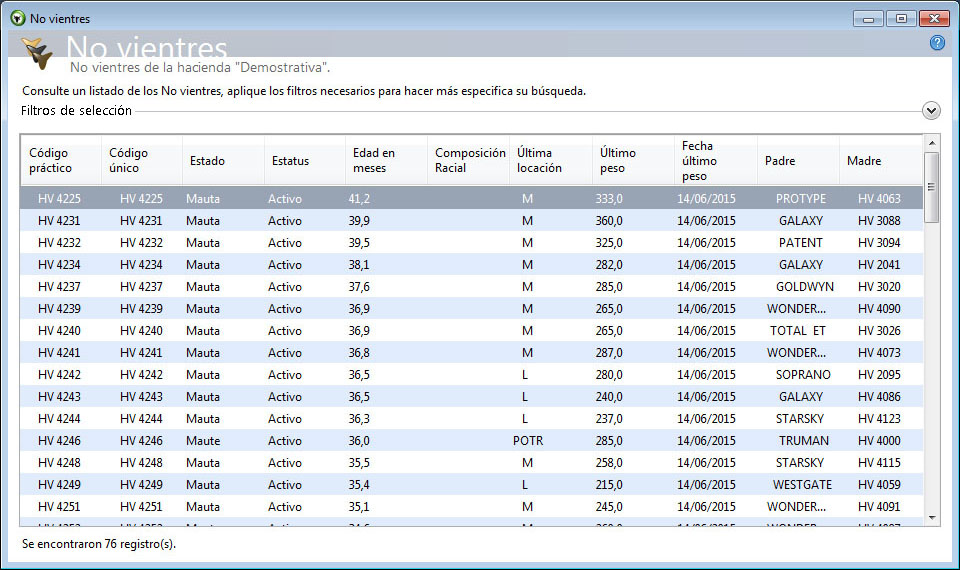 No vientres
No vientres
No vientres de la hacienda "Demostrativa".
Consulte un listado de los No vientres, aplique los filtros necesarios para hacer más especifica su búsqueda.
Filtros de selección
Código práctico Código único Estado Estatus Edad en meses Composición Racial Última locación Último peso Fecha último peso Padre Madre
HV 4225 HV 4225 Mauta Activo 41,2 M 333,0 14/06/2015 PROTYPE HV 4063
HV 4231 HV 4231 Mauta Activo 39,9 M 360,0 14/06/2015 GALAXY HV 3088
HV 4232 HV 4232 Mauta Activo 39,5 M 325,0 14/06/2015 PATENT HV 3094
HV 4234 HV 4234 Mauta Activo 38,1 M 282,0 14/06/2015 GALAXY HV 2041
HV 4237 HV 4237 Mauta Activo 37,6 M 285,0 14/06/2015 GOLDWYN HV 3020
HV 4239 HV 4239 Mauta Activo 36,9 M 265,0 14/06/2015 WONDER... HV 4090
HV 4240 HV 4240 Mauta Activo 36,9 M 265,0 14/06/2015 TOTAL ET HV 3026
HV 4241 HV 4241 Mauta Activo 36,8 M 287,0 14/06/2015 WONDER... HV 4073
HV 4242 HV 4242 Mauta Activo 36,5 L 280,0 14/06/2015 SOPRANO HV 2095
HV 4243 HV 4243 Mauta Activo 36,5 L 240,0 14/06/2015 GALAXY HV 4086
HV 4244 HV 4244 Mauta Activo 36,3 L 237,0 14/06/2015 STARSKY HV 4123
HV 4246 HV 4246 Maute Activo 36,0 POTR 285,0 14/06/2015 TRUMAN HV 4000
HV 4248 HV 4248 Mauta Activo 35,5 M 258,0 14/06/2015 STARSKY HV 4115
HV 4249 HV 4249 Mauta Activo 35,4 L 215,0 14/06/2015 WESTGATE HV 4059
HV 4251 HV 4251 Mauta Activo 35,1 M 245,0 14/06/2015 WONDER... HV 4091
Se encontraron 76 registro(s).